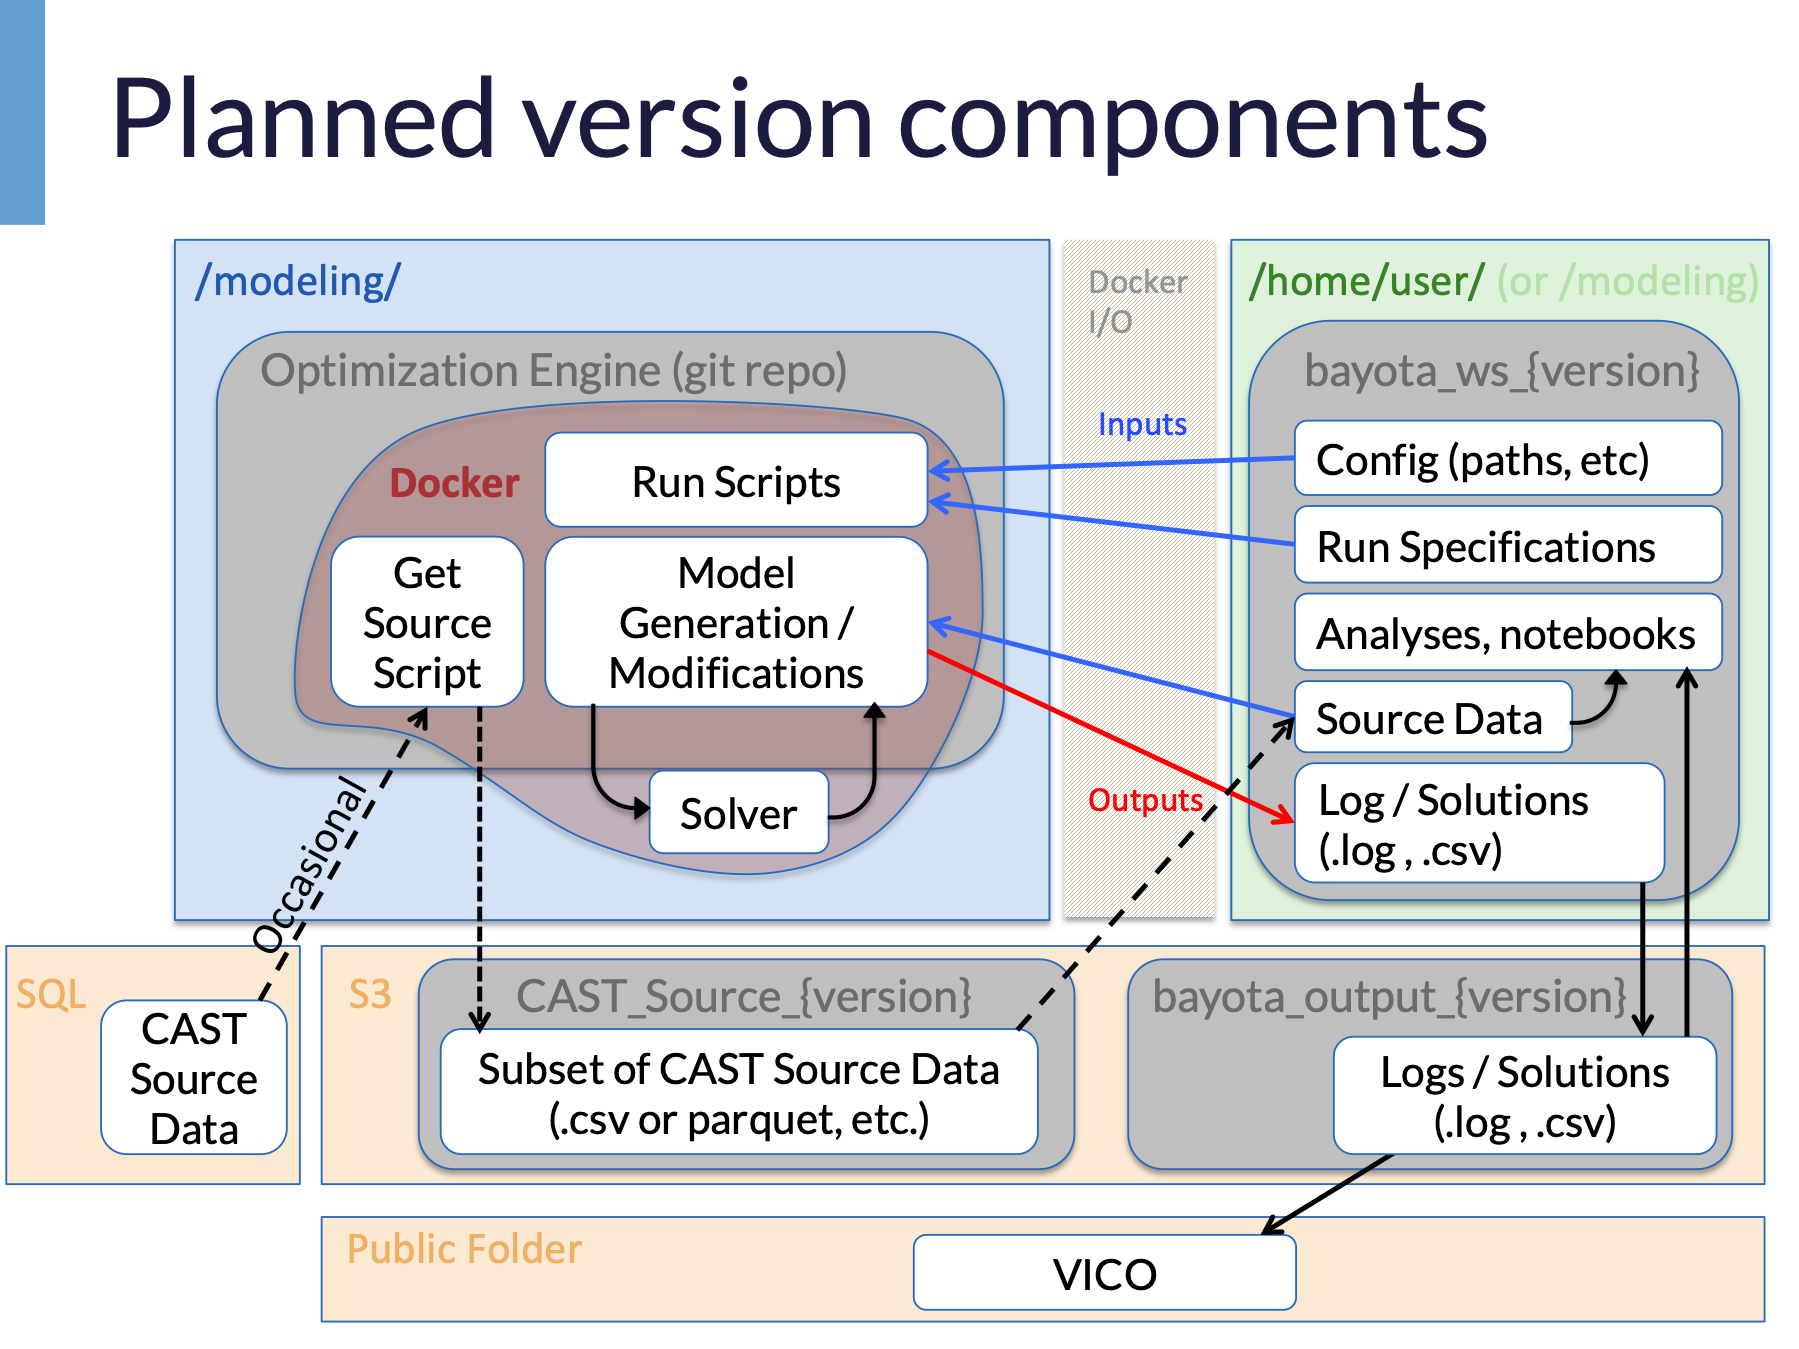 Planned version components
/modeling/
Optimization Engine (git repo)
Docker
Run Scripts
Get
Source
Script
Model
Generation /
Modifications
Solver
Docker
I/O
Inputs
Outputs
/home/user/ (or /modeling)
bayota_ws_{version}
Config (paths, etc)
Run Specifications
Analyses, notebooks
Source Data
Log / Solutions
(.log , .csv)
Occasional
SQL
CAST
Source
Data
S3
CAST_Source_{version}
Subset of CAST Source Data
(.csv or parquet, etc.)
bayota_output_{version}
Logs / Solutions
(.log , .csv)
Public Folder
VICO